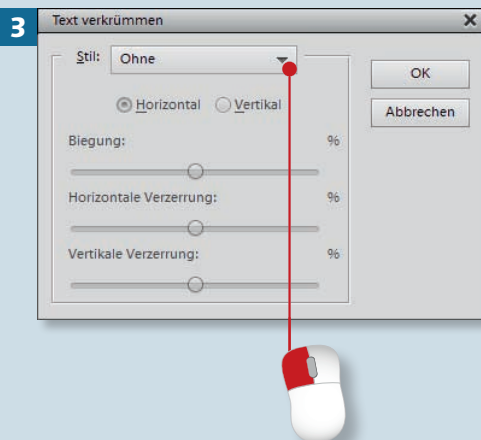 3
Text verkrümmen
Stil: Ohne
OK
Horizontal Vertikal
Abbrechen
Biegung: %
Horizontale Verzerrung: %
Vertikale Verzerrung: %